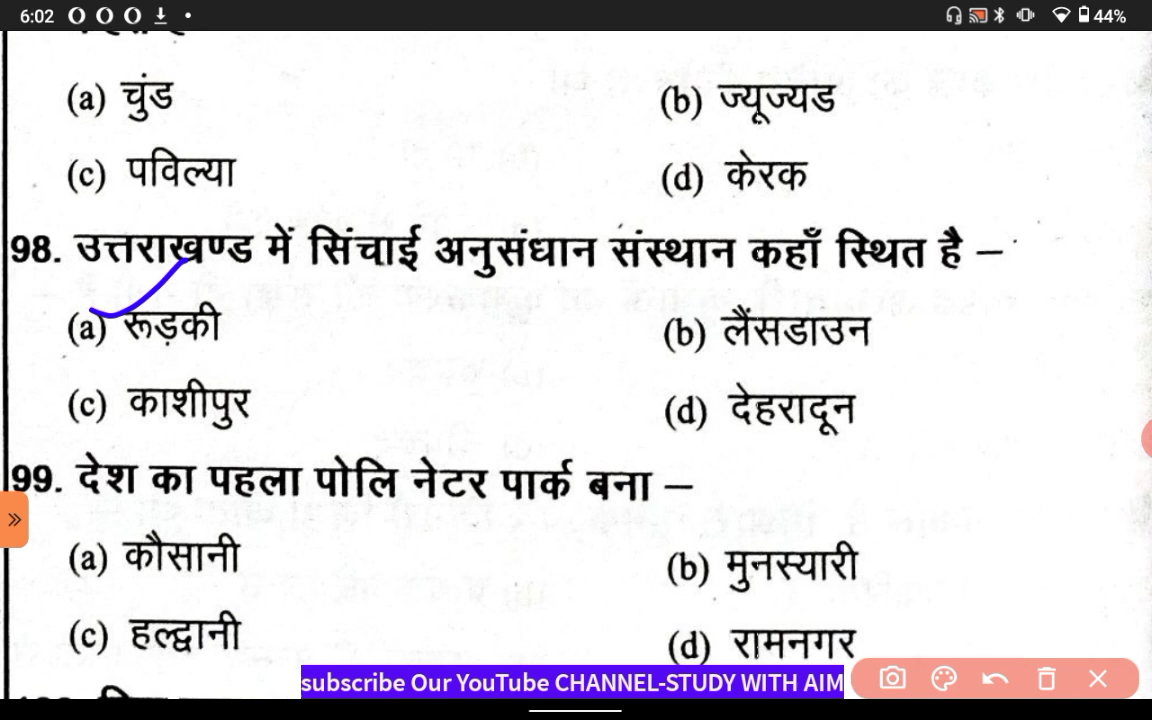 6:02 44%
(a) चुंड (b) ज्यूज्यड
(c) पविल्या (d) केरक
98. उत्तराखण्ड में सिंचाई अनुसंधान संस्थान कहाँ स्थित है –
(a) रूड़की (b) लैंसडाउन
(c) काशीपुर (d) देहरादून
99. देश का पहला पोलि नेटर पार्क बना –
(a) कौसानी (b) मुनस्यारी
(c) हल्द्वानी (d) रामनगर
subscribe Our YouTube CHANNEL-STUDY WITH AIM